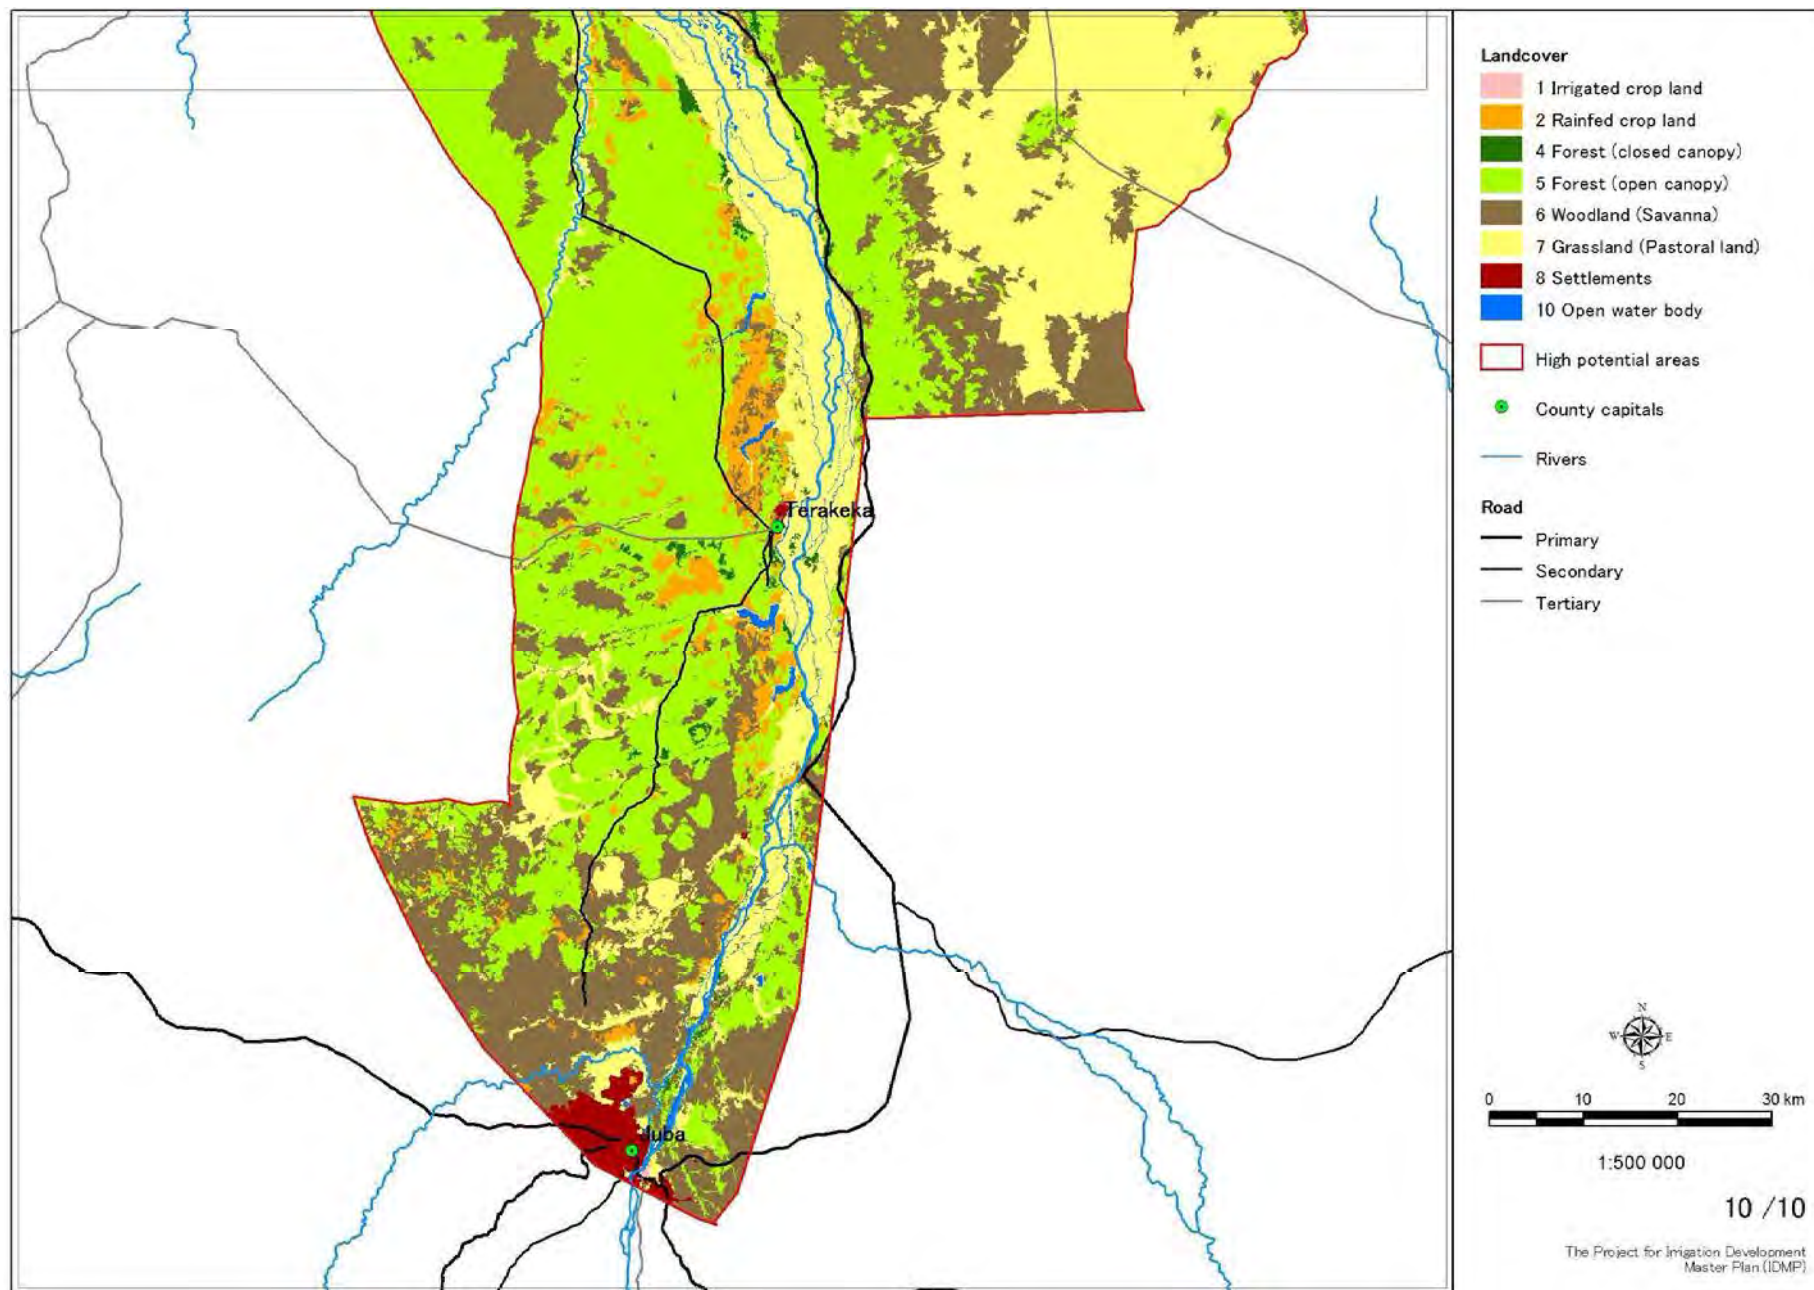 Landcover
1 Irrigated crop land
2 Rainfed crop land
4 Forest (closed canopy)
5 Forest (open canopy)
6 Woodland (Savanna)
7 Grassland (Pastoral land)
8 Settlements
10 Open water body
High potential areas
County capitals
Rivers
Road
Primary
Secondary
Tertiary
Terakeka
Juba
N
W E
S
0 10 20 30 km
1:500 000
10 /10
The Project for Irrigation Development
Master Plan (IDMP)